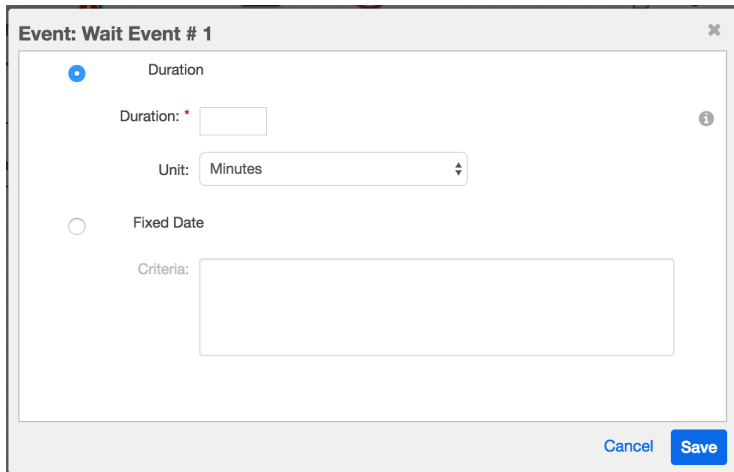 Event: Wait Event # 1
Duration
Duration: *
Unit: Minutes
Fixed Date
Criteria:
Cancel Save